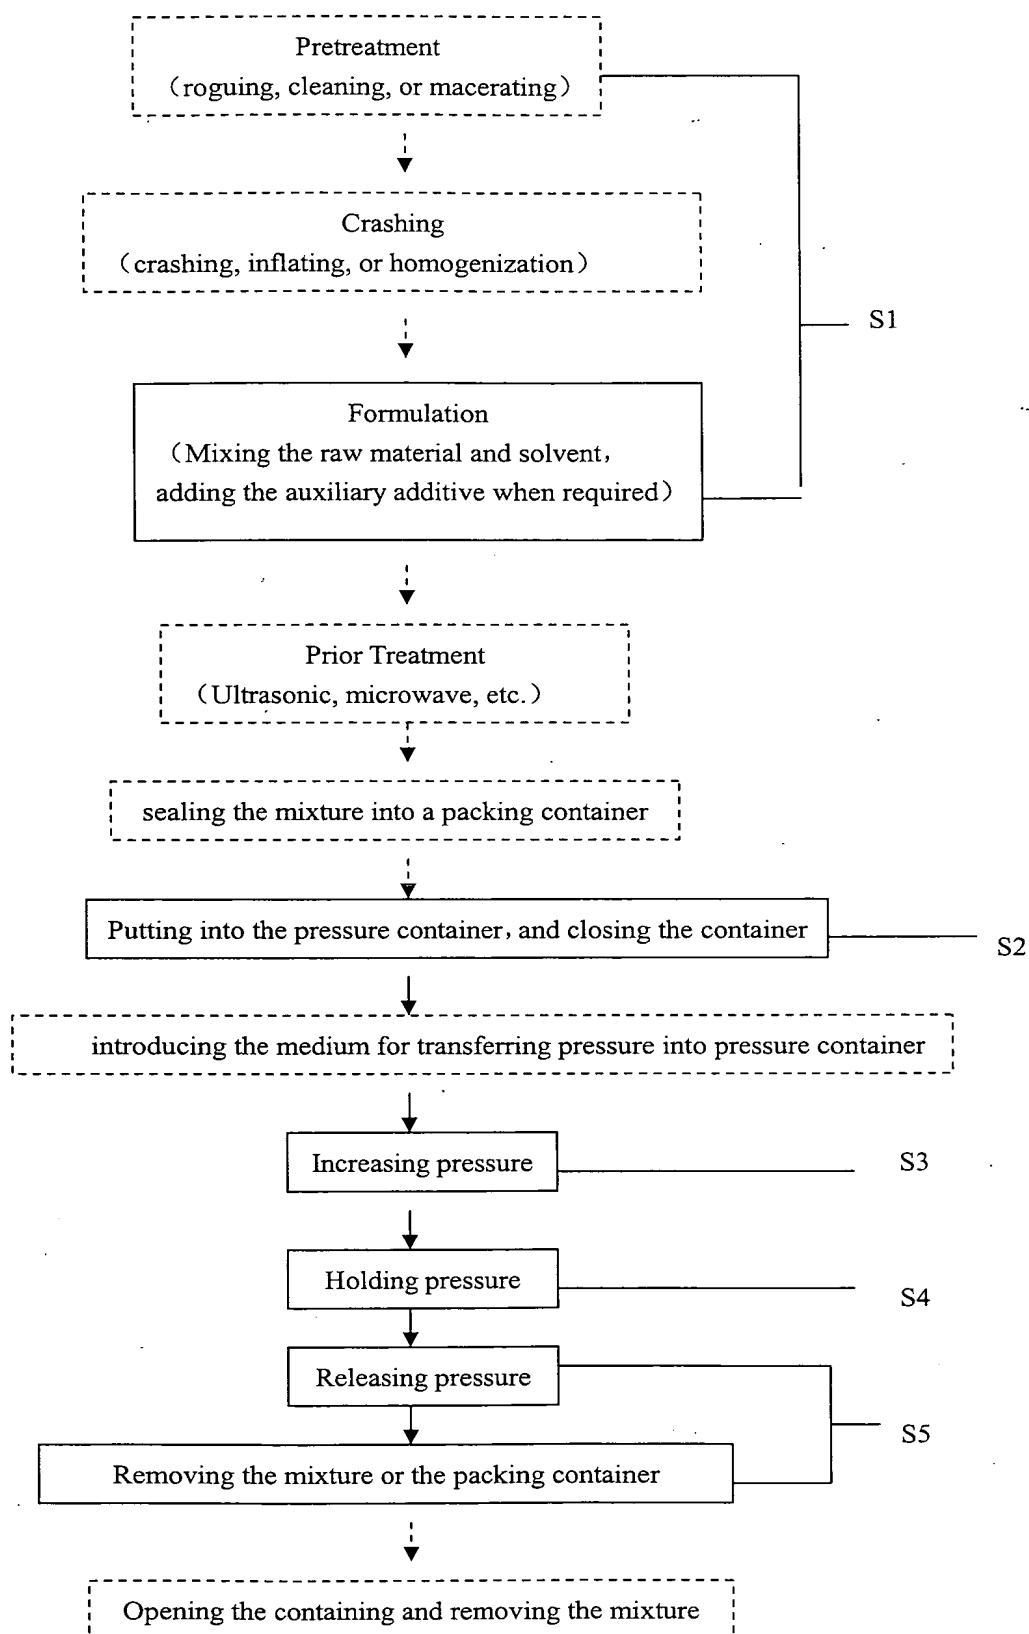 Pretreatment
（roguing, cleaning, or macerating）
Crashing
（crashing, inflating, or homogenization）
S1
Formulation
（Mixing the raw material and solvent,
adding the auxiliary additive when required）
Prior Treatment
（Ultrasonic, microwave, etc.）
sealing the mixture into a packing container
Putting into the pressure container, and closing the container
S2
introducing the medium for transferring pressure into pressure container
Increasing pressure
S3
Holding pressure
S4
Releasing pressure
S5
Removing the mixture or the packing container
Opening the containing and removing the mixture